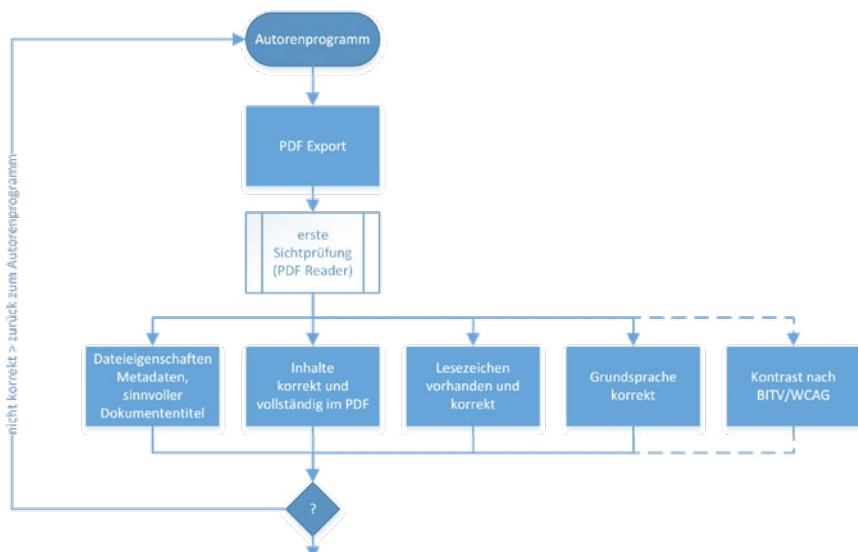 Autorenprogramm
PDF Export
erste
Sichtprüfung
(PDF Reader)
Dateieigenschaften
Metadaten,
sinnvoller
Dokumententitel
Inhalte
korrekt und
vollständig im PDF
Lesezeichen
vorhanden und
korrekt
Grundsprache
korrekt
Kontrast nach
BITV/WCAG
?
nicht korrekt > zurück zum Autorenprogramm